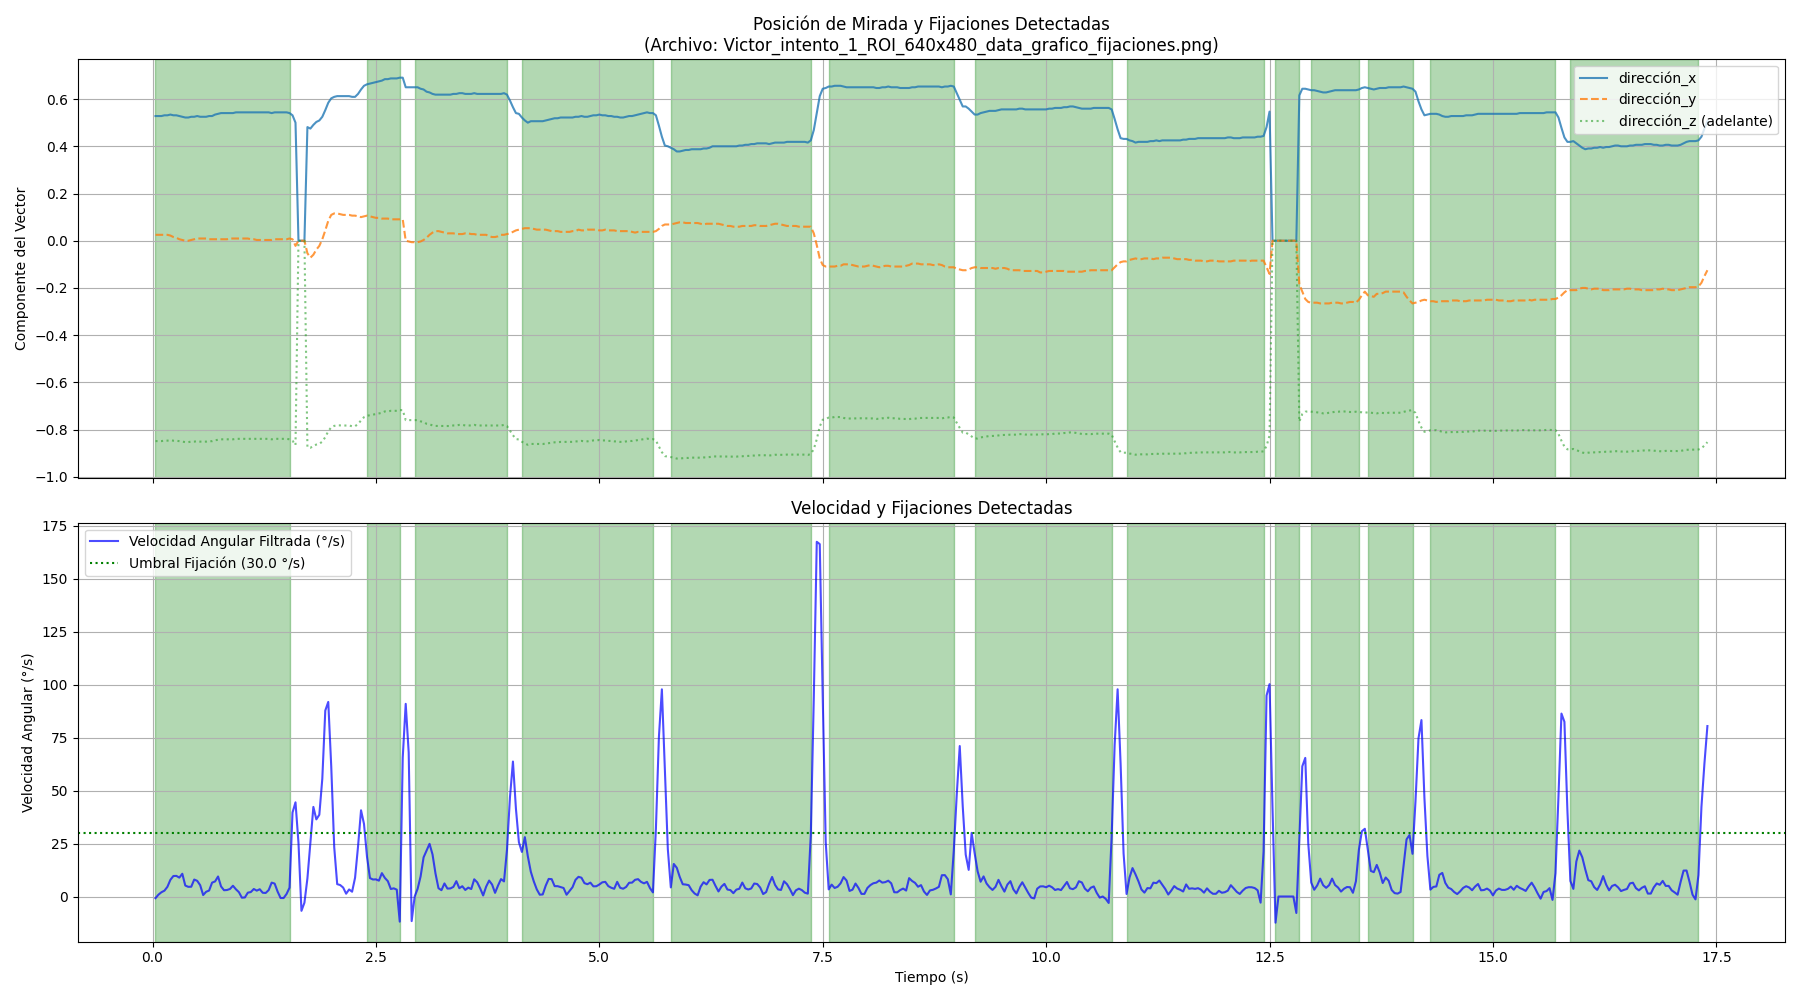 Posición de Mirada y Fijaciones Detectadas
(Archivo: Victor_intento_1_ROI_640x480_data_grafico_fijaciones.png)
Componente del Vector
0.6
0.4
0.2
0.0
−0.2
−0.4
−0.6
−0.8
−1.0
dirección_x
dirección_y
dirección_z (adelante)
Velocidad y Fijaciones Detectadas
Velocidad Angular (°/s)
175
150
125
100
75
50
25
0
Velocidad Angular Filtrada (°/s)
Umbral Fijación (30.0 °/s)
0.0 2.5 5.0 7.5 10.0 12.5 15.0 17.5
Tiempo (s)